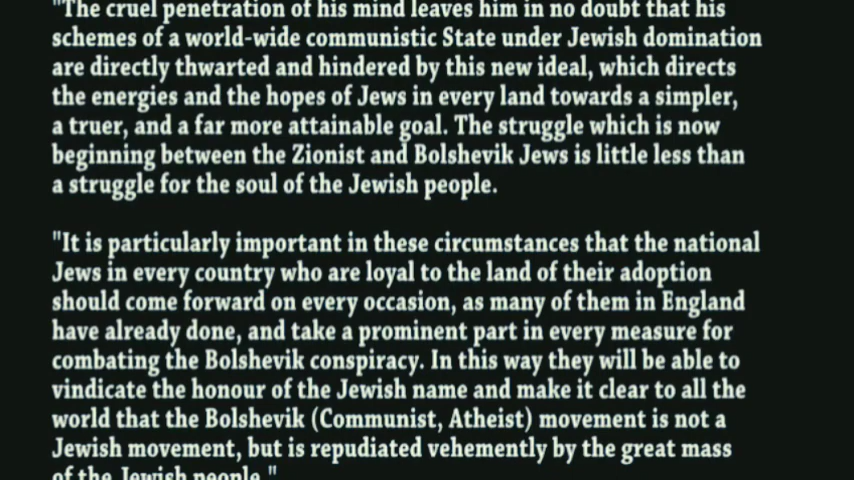 "The cruel penetration of his mind leaves him in no doubt that his
schemes of a world-wide communistic State under Jewish domination
are directly thwarted and hindered by this new ideal, which directs
the energies and the hopes of Jews in every land towards a simpler,
a truer, and a far more attainable goal. The struggle which is now
beginning between the Zionist and Bolshevik Jews is little less than
a struggle for the soul of the Jewish people.
"It is particularly important in these circumstances that the national
Jews in every country who are loyal to the land of their adoption
should come forward on every occasion, as many of them in England
have already done, and take a prominent part in every measure for
combating the Bolshevik conspiracy. In this way they will be able to
vindicate the honour of the Jewish name and make it clear to all the
world that the Bolshevik (Communist, Atheist) movement is not a
Jewish movement, but is repudiated vehemently by the great mass
of the Jewish people."